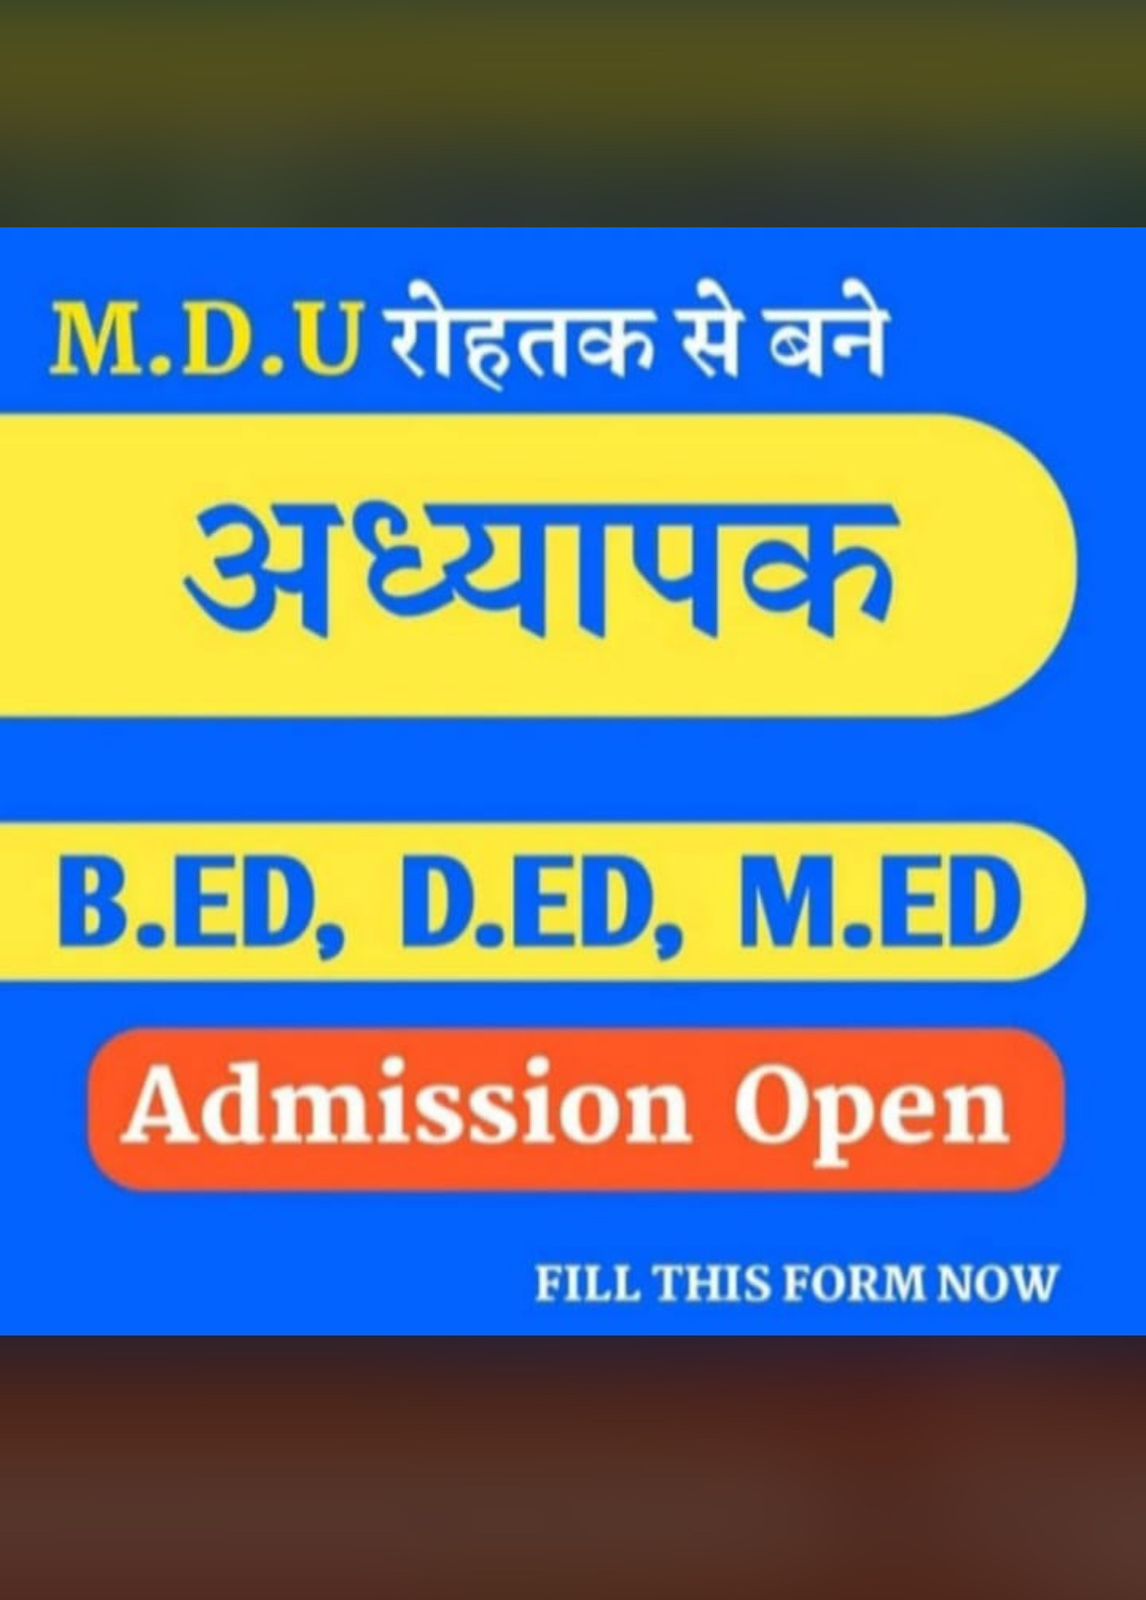 M.D.U रोहतक से बने
अध्यापक
B.ED, D.ED, M.ED
Admission Open
FILL THIS FORM NOW